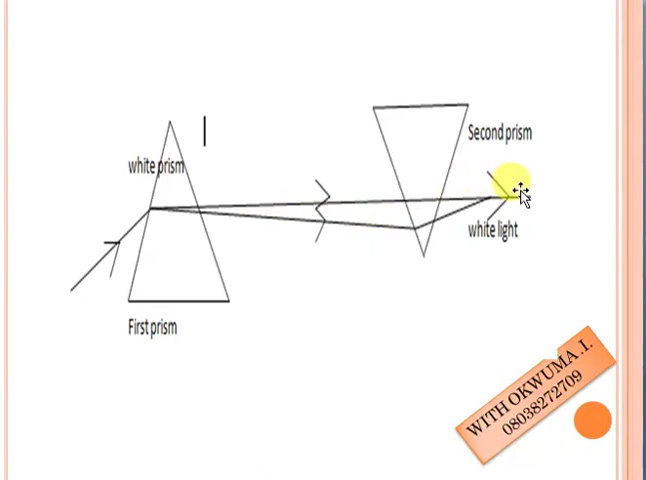 white prism
Second prism
white light
First prism
WITH OKWUMA .I.
08038272709